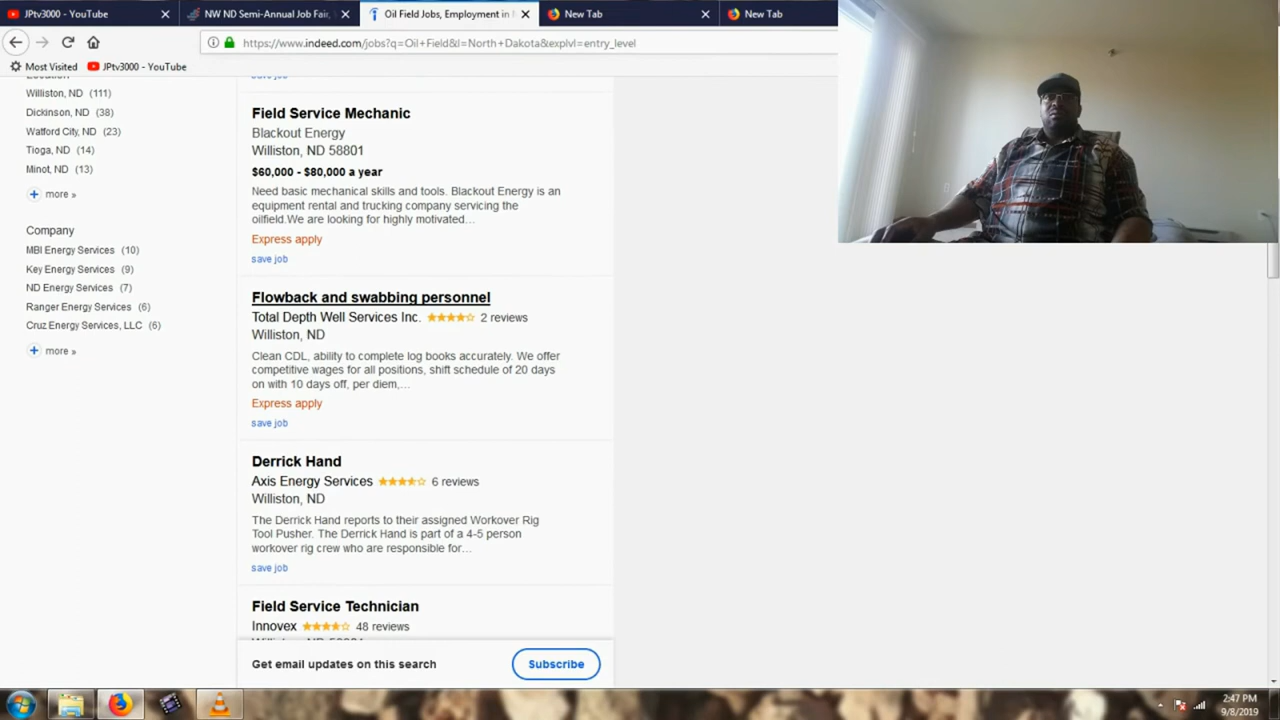 JPtv3000 - YouTube
NW ND Semi-Annual Job Fair,
Oil Field Jobs, Employment in
New Tab
New Tab
https://www.indeed.com/jobs?q=Oil+Field&l=North+Dakota&explvl=entry_level
Most Visited
JPtv3000 - YouTube
Location
Williston, ND (111)
Dickinson, ND (38)
Watford City, ND (23)
Tioga, ND (14)
Minot, ND (13)
+ more »
Company
MBI Energy Services (10)
Key Energy Services (9)
ND Energy Services (7)
Ranger Energy Services (6)
Cruz Energy Services, LLC (6)
+ more »
save job
Field Service Mechanic
Blackout Energy
Williston, ND 58801
$60,000 - $80,000 a year
Need basic mechanical skills and tools. Blackout Energy is an
equipment rental and trucking company servicing the
oilfield.We are looking for highly motivated...
Express apply
save job
Flowback and swabbing personnel
Total Depth Well Services Inc. 2 reviews
Williston, ND
Clean CDL, ability to complete log books accurately. We offer
competitive wages for all positions, shift schedule of 20 days
on with 10 days off, per diem,...
Express apply
save job
Derrick Hand
Axis Energy Services 6 reviews
Williston, ND
The Derrick Hand reports to their assigned Workover Rig
Tool Pusher. The Derrick Hand is part of a 4-5 person
workover rig crew who are responsible for...
save job
Field Service Technician
Innovex 48 reviews
Get email updates on this search
Subscribe
2:47 PM
9/8/2019